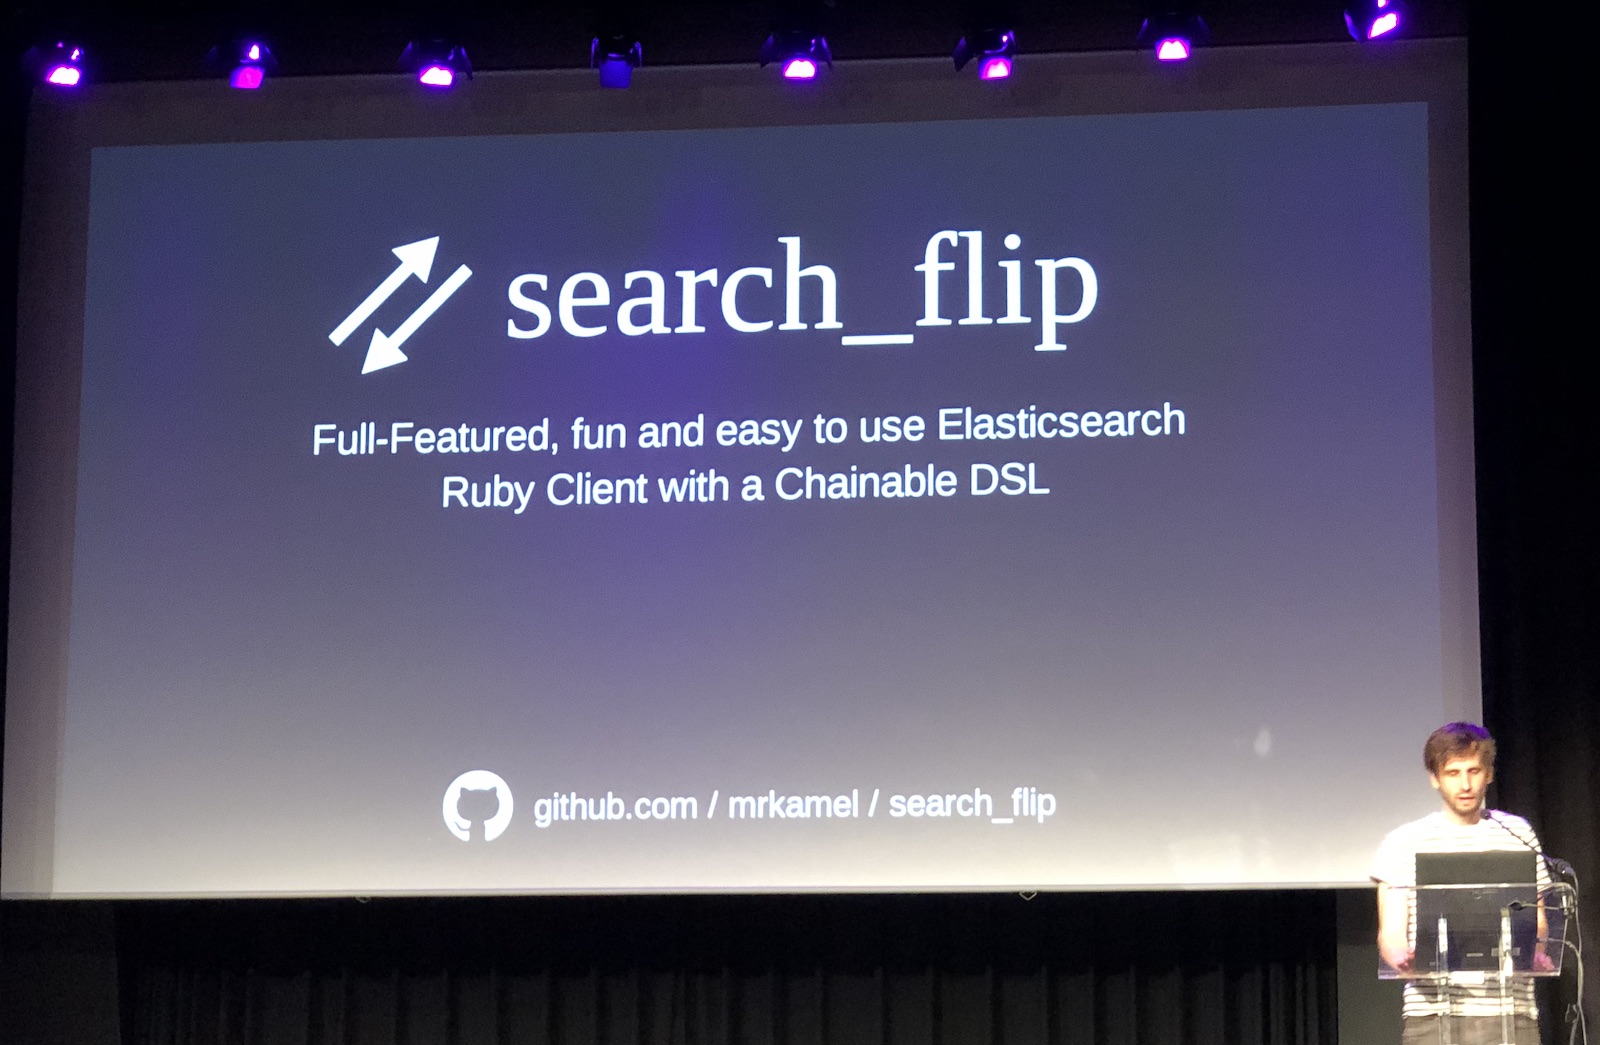 search_flip
Full-Featured, fun and easy to use Elasticsearch
Ruby Client with a Chainable DSL
github.com / mrkamel / search_flip